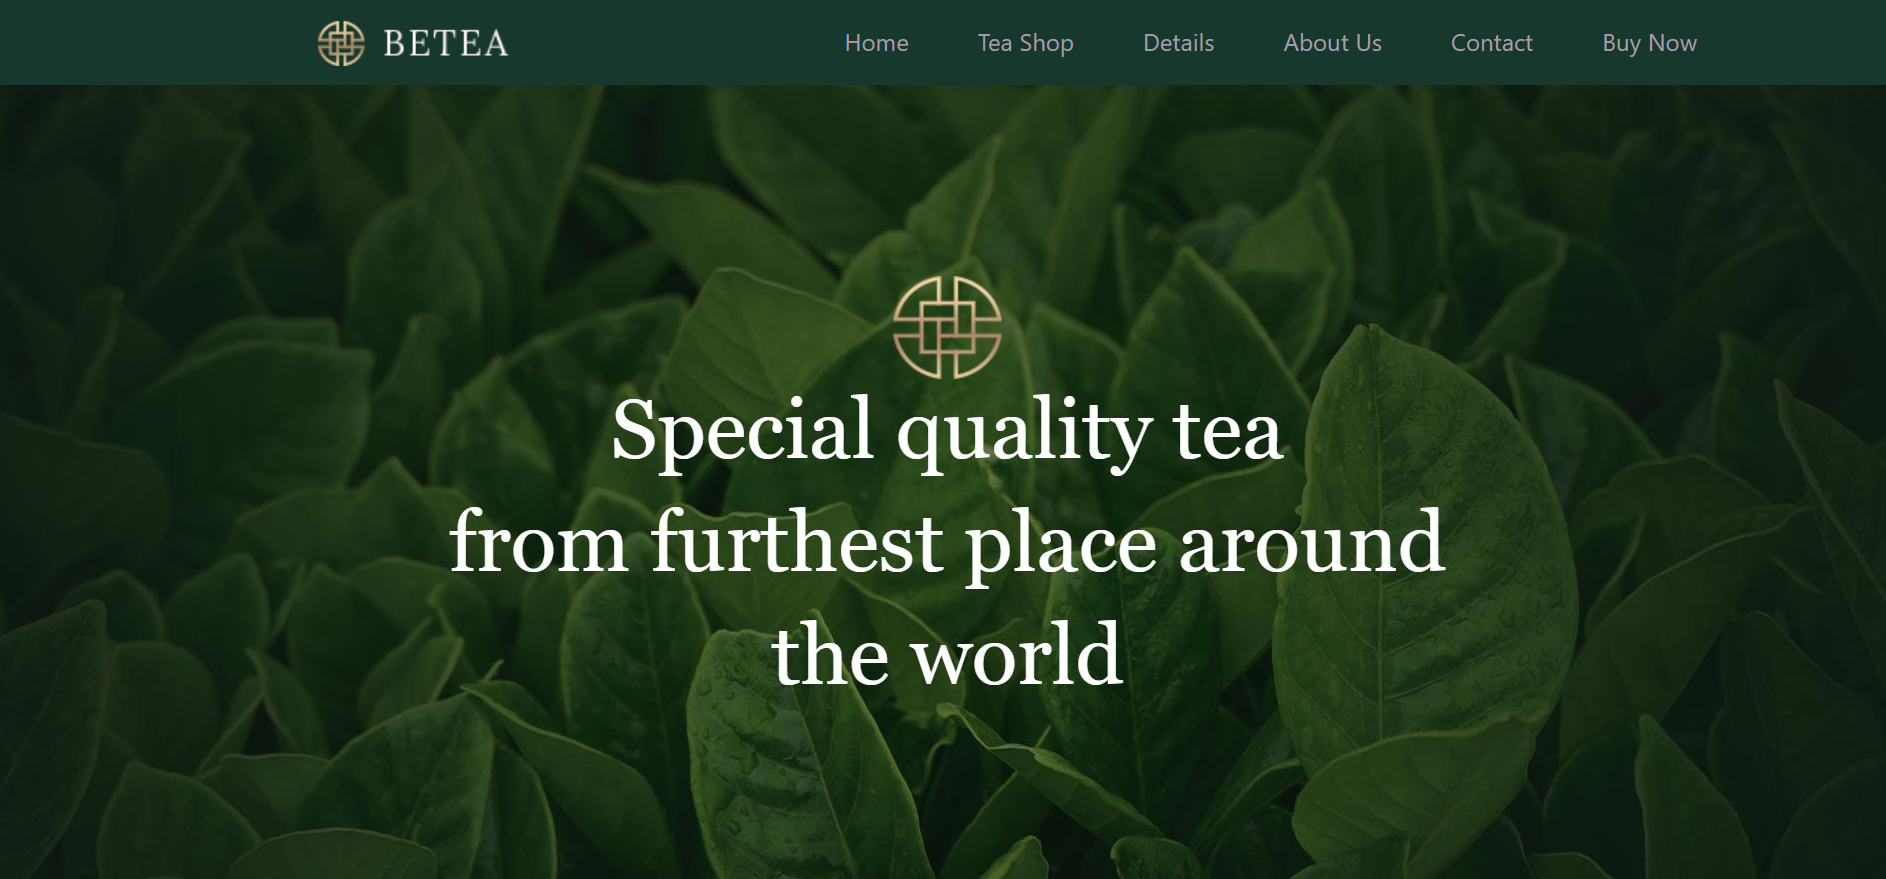 BETEA
Home Tea Shop Details About Us Contact Buy Now
Special quality tea
from furthest place around
the world